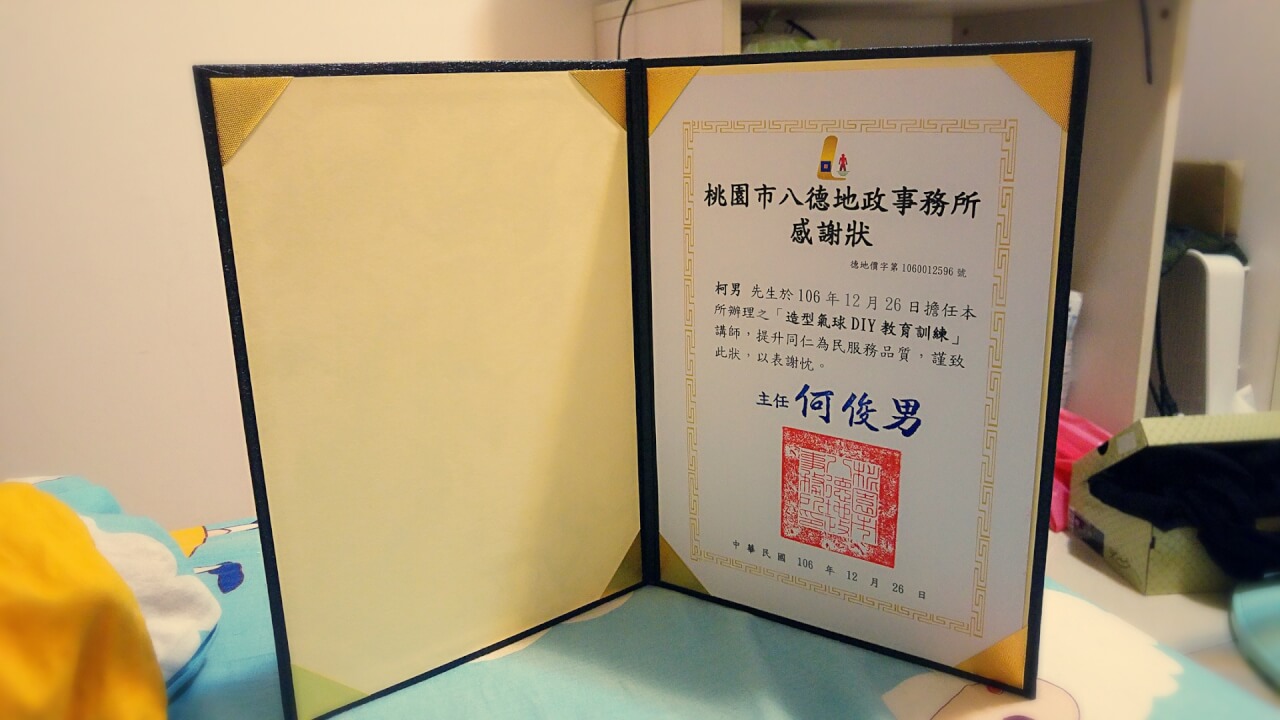 桃園市八德地政事務所
感謝狀
德地價字第1060012596號
柯男 先生於106年12月26日擔任本
所辦理之「造型氣球DIY教育訓練」
講師，提升同仁為民服務品質，謹致
此狀，以表謝忱。
主任 何俊男
中華民國 106 年 12 月 26 日